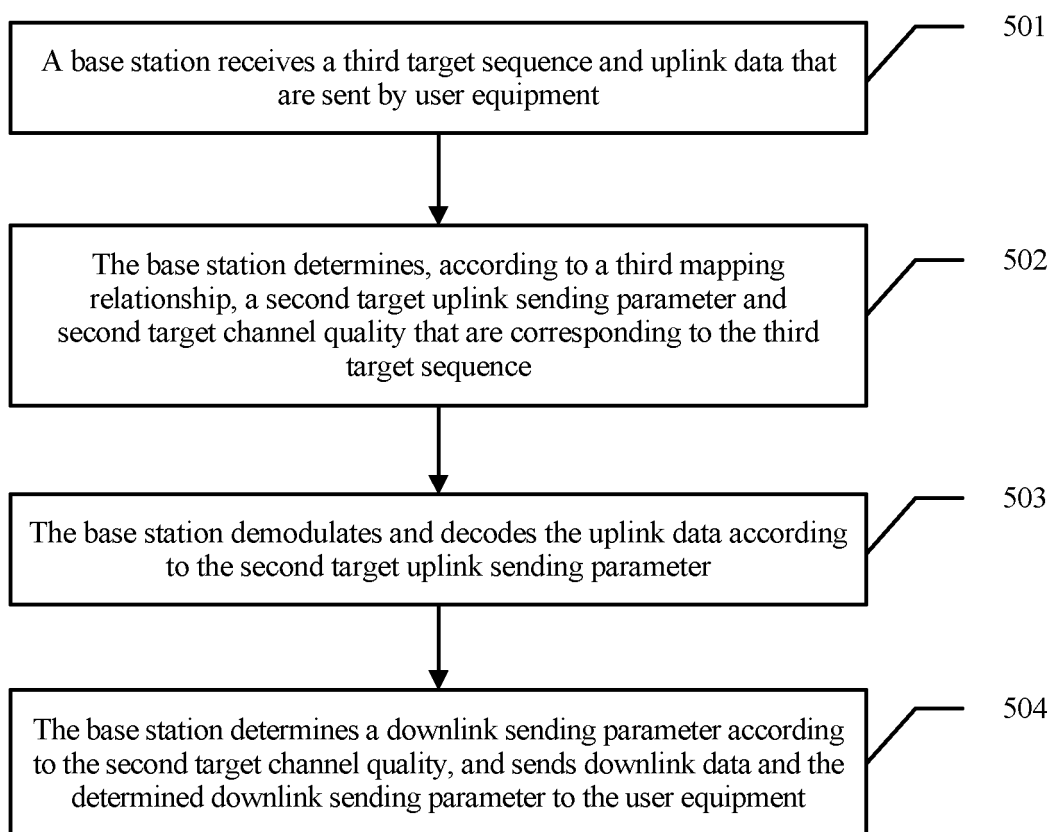 501
A base station receives a third target sequence and uplink data that
are sent by user equipment
502
The base station determines, according to a third mapping
relationship, a second target uplink sending parameter and
second target channel quality that are corresponding to the third
target sequence
503
The base station demodulates and decodes the uplink data according
to the second target uplink sending parameter
504
The base station determines a downlink sending parameter according
to the second target channel quality, and sends downlink data and the
determined downlink sending parameter to the user equipment